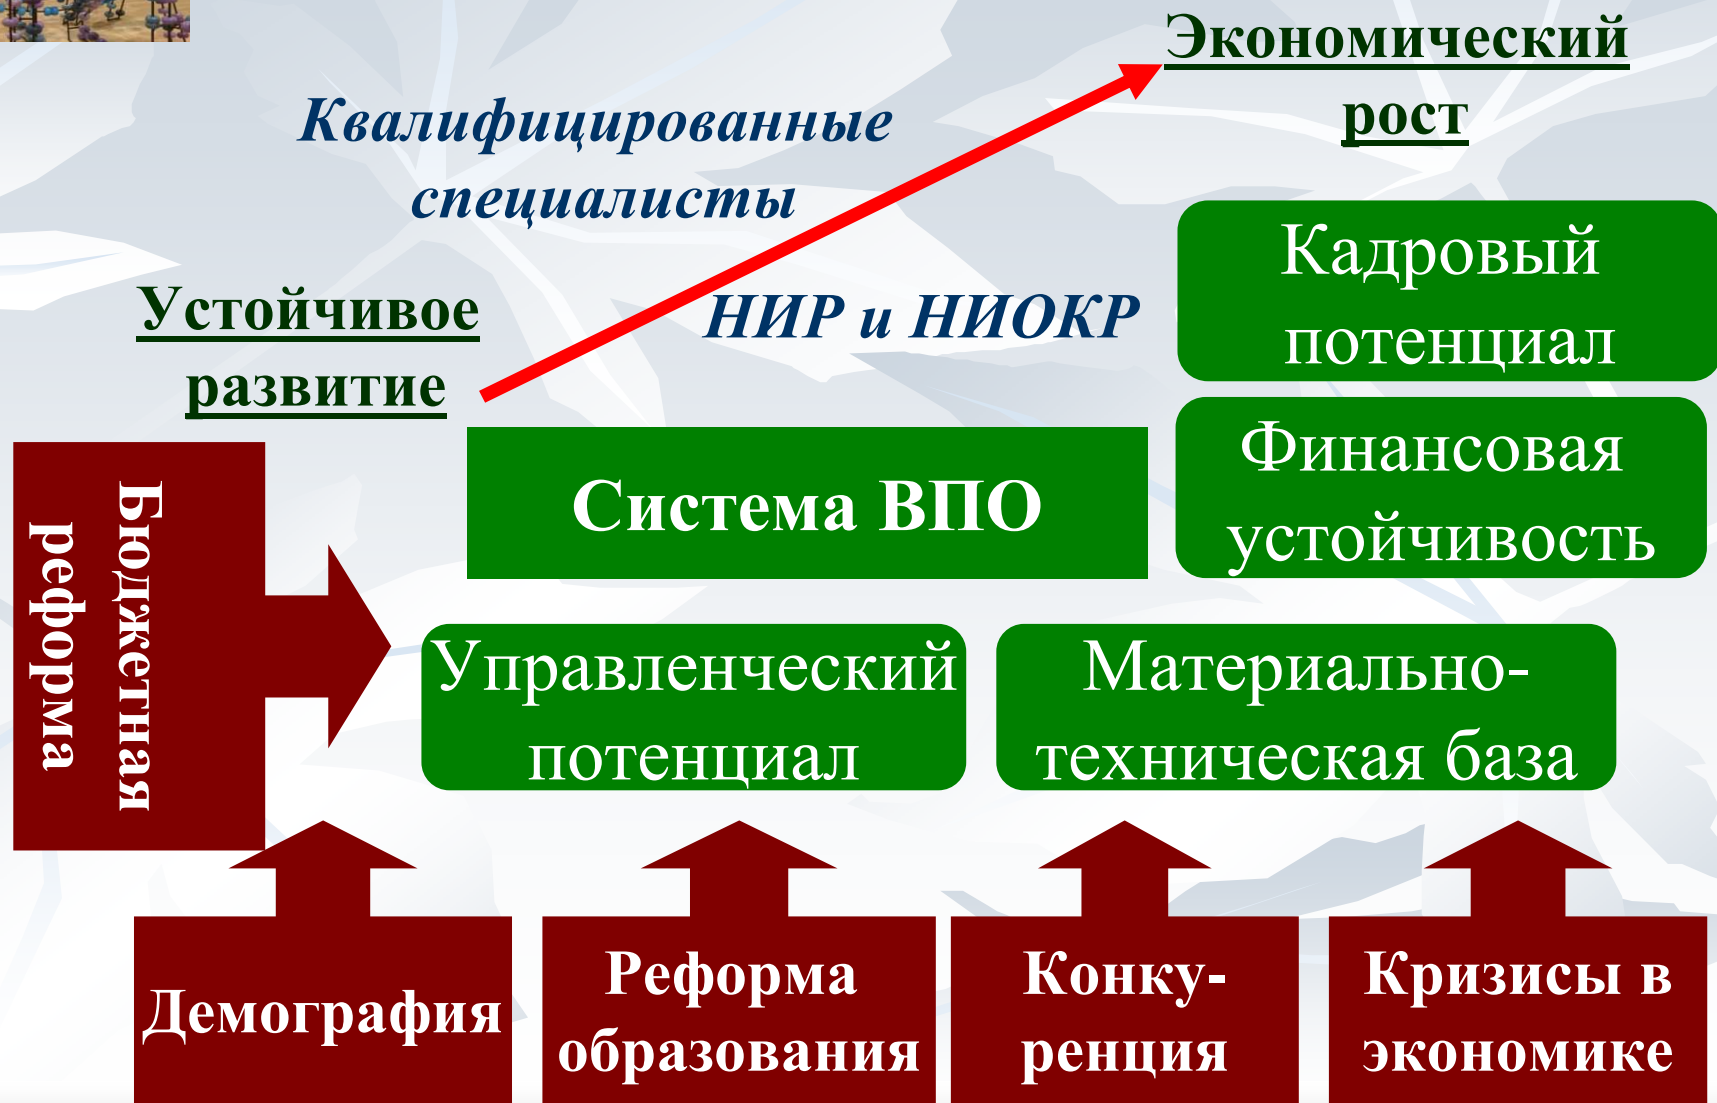 Экономический
рост
Квалифицированные
специалисты
НИР и НИОКР
Устойчивое
развитие
Кадровый
потенциал
Финансовая
устойчивость
Система ВПО
Бюджетная
реформа
Управленческий
потенциал
Материально-
техническая база
Демография
Реформа
образования
Конку-
ренция
Кризисы в
экономике